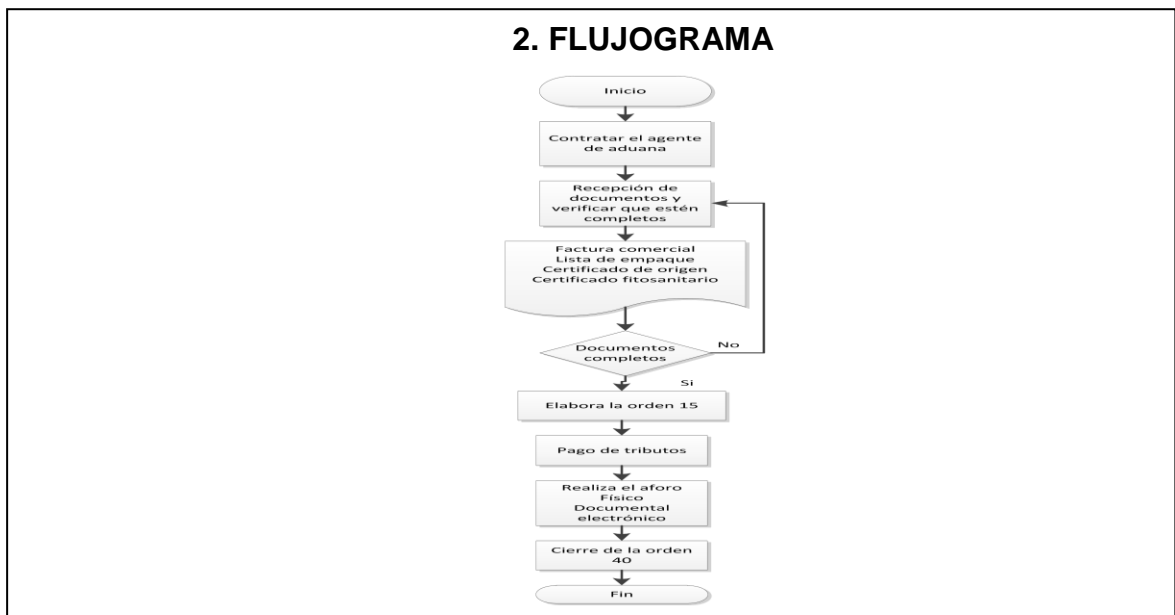 2. FLUJOGRAMA
Inicio
Contratar el agente
de aduana
Recepción de
documentos y
verificar que estén
completos
Factura comercial
Lista de empaque
Certificado de origen
Certificado fitosanitario
Documentos
completos
No
Si
Elabora la orden 15
Pago de tributos
Realiza el aforo
Físico
Documental
electrónico
Cierre de la orden
40
Fin